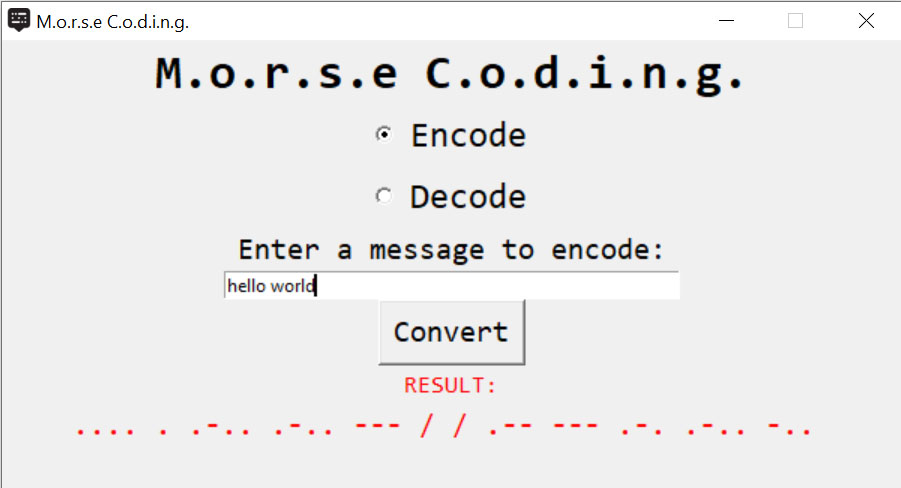 M.o.r.s.e C.o.d.i.n.g.
M.o.r.s.e C.o.d.i.n.g.
Encode
Decode
Enter a message to encode:
hello world
Convert
RESULT:
.... . .-.. .-.. --- / / .-- --- .-. .-.. -..